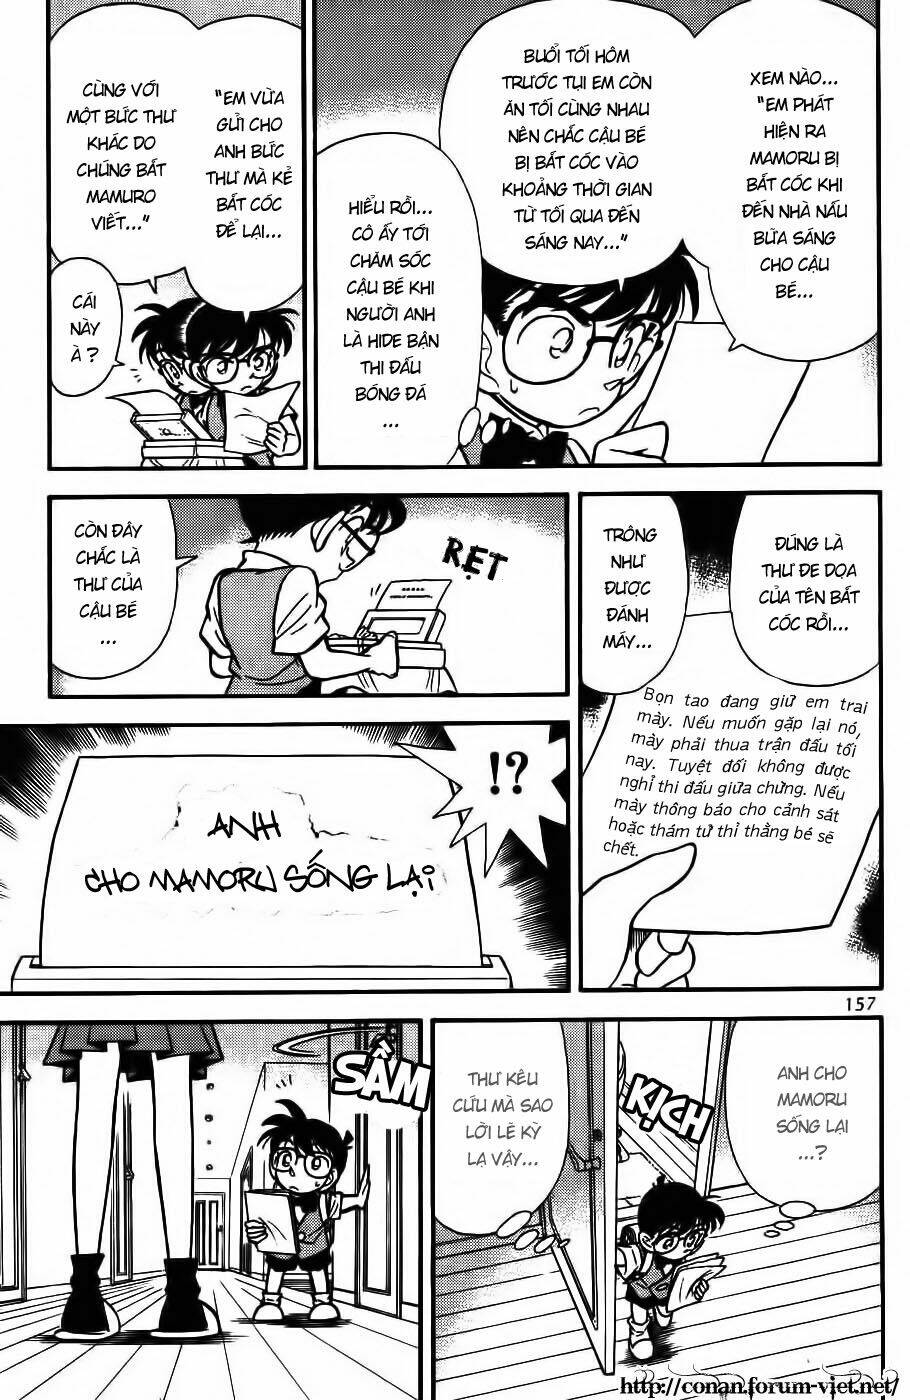 XEM NÀO...
"EM PHÁT
HIỆN RA
MAMORU BỊ
BẮT CÓC KHI
ĐẾN NHÀ NẤU
BỮA SÁNG
CHO CẬU
BÉ...
BUỔI TỐI HÔM
TRƯỚC TỤI EM CÒN
ĂN TỐI CÙNG NHAU
NÊN CHẮC CẬU BÉ
BỊ BẮT CÓC VÀO
KHOẢNG THỜI GIAN
TỪ TỐI QUA ĐẾN
SÁNG NAY..."
HIỂU RỒI...
CÔ ẤY TỚI
CHĂM SÓC
CẬU BÉ KHI
NGƯỜI ANH
LÀ HIDE BẬN
THI ĐẤU
BÓNG ĐÁ
...
"EM VỪA
GỬI CHO
ANH BỨC
THƯ MÀ KẺ
BẮT CÓC
ĐỂ LẠI...
CÙNG VỚI
MỘT BỨC THƯ
KHÁC DO
CHÚNG BẮT
MAMURO
VIẾT..."
CÁI
NÀY
À ?
ĐÚNG LÀ
THƯ ĐE DỌA
CỦA TÊN BẮT
CÓC RỒI...
TRÔNG
NHƯ
ĐƯỢC
ĐÁNH
MÁY...
Bọn tao đang giữ em trai
mày. Nếu muốn gặp lại nó,
mày phải thua trận đấu tối
nay. Tuyệt đối không được
nghỉ thi đấu giữa chừng. Nếu
mày thông báo cho cảnh sát
hoặc thám tử thỉ thằng bé sẽ
chết.
RẸT
CÒN ĐÂY
CHẮC LÀ
THƯ CỦA
CẬU BÉ
...
!?
ANH
CHO MAMORU SỐNG LẠI
157
ANH CHO
MAMORU
SỐNG LẠI
...?
KỊCH
THƯ KÊU
CỨU MÀ SAO
LỜI LẼ KỲ
LẠ VẬY...
SẦM
http://conan.forum-viet.net/